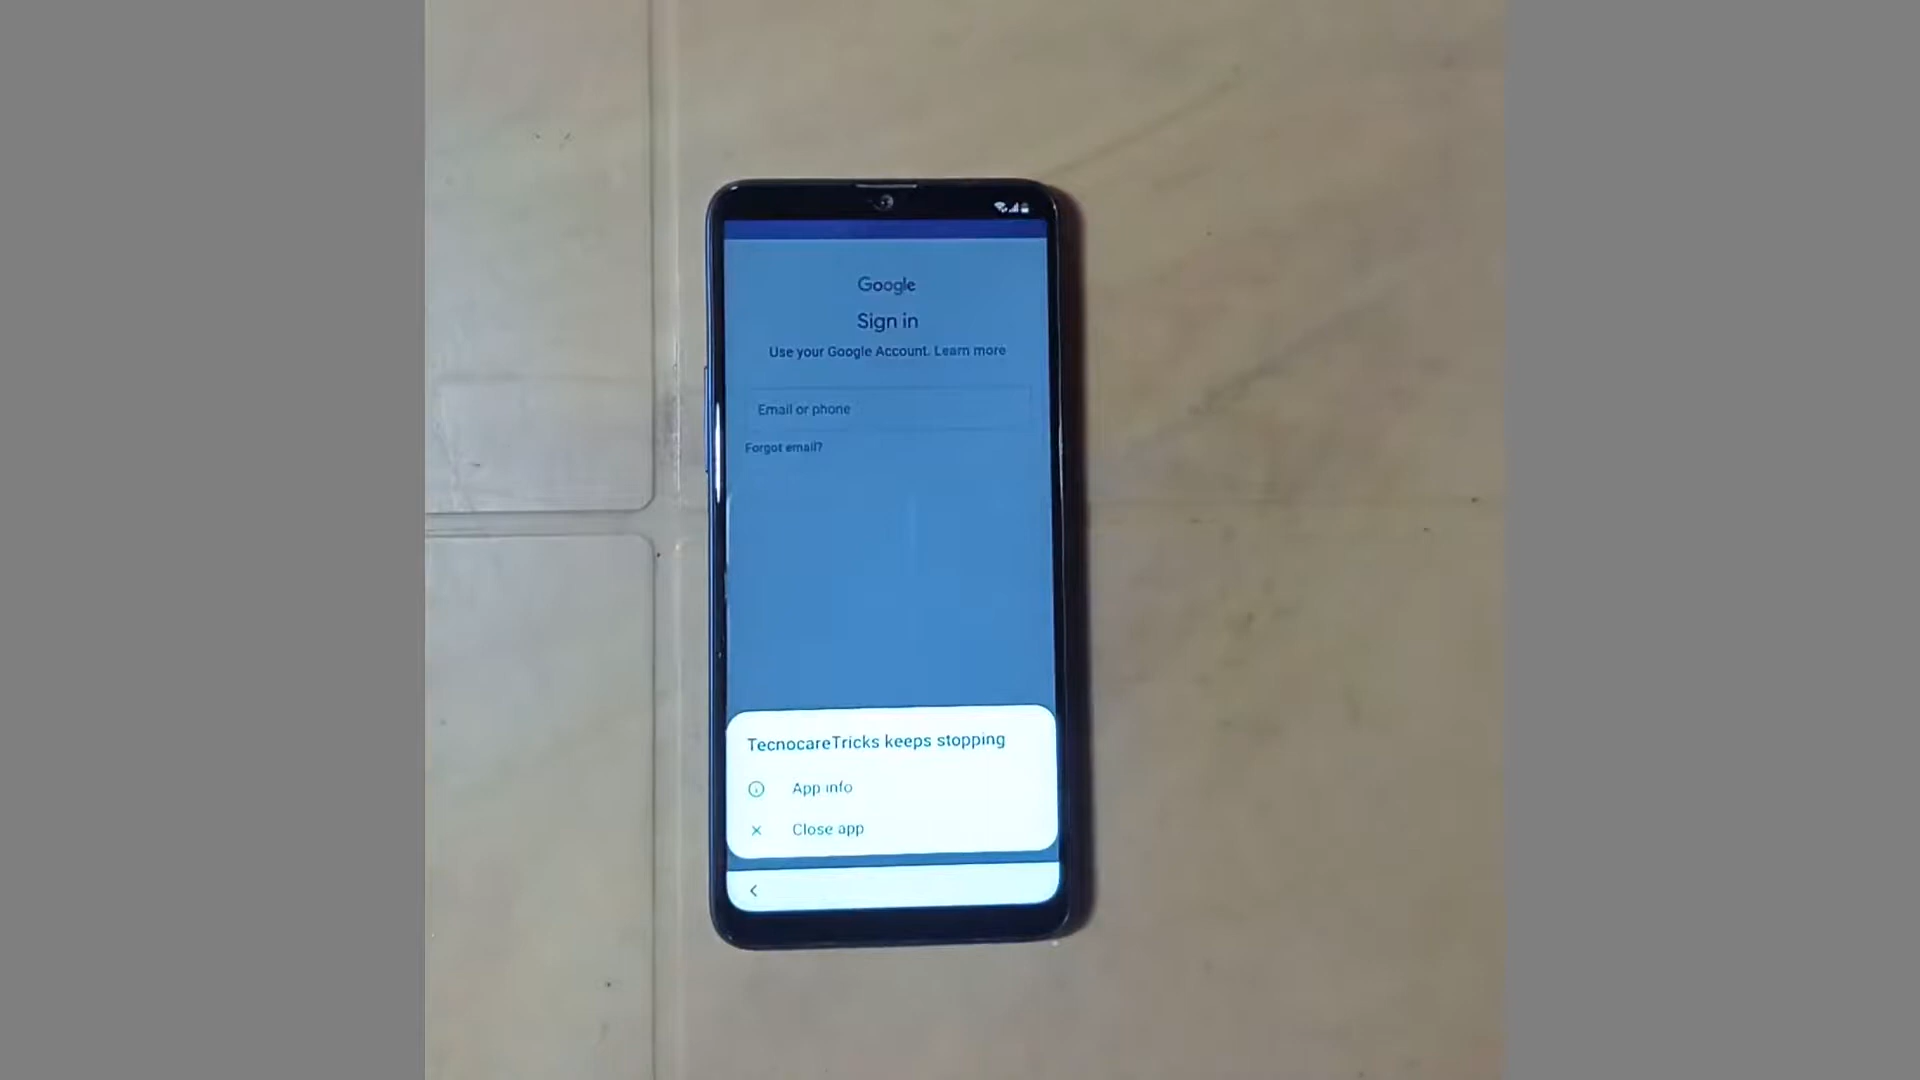 Google
Sign in
Use your Google Account. Learn more
Email or phone
Forgot email?
TecnocareTricks keeps stopping
App info
Close app